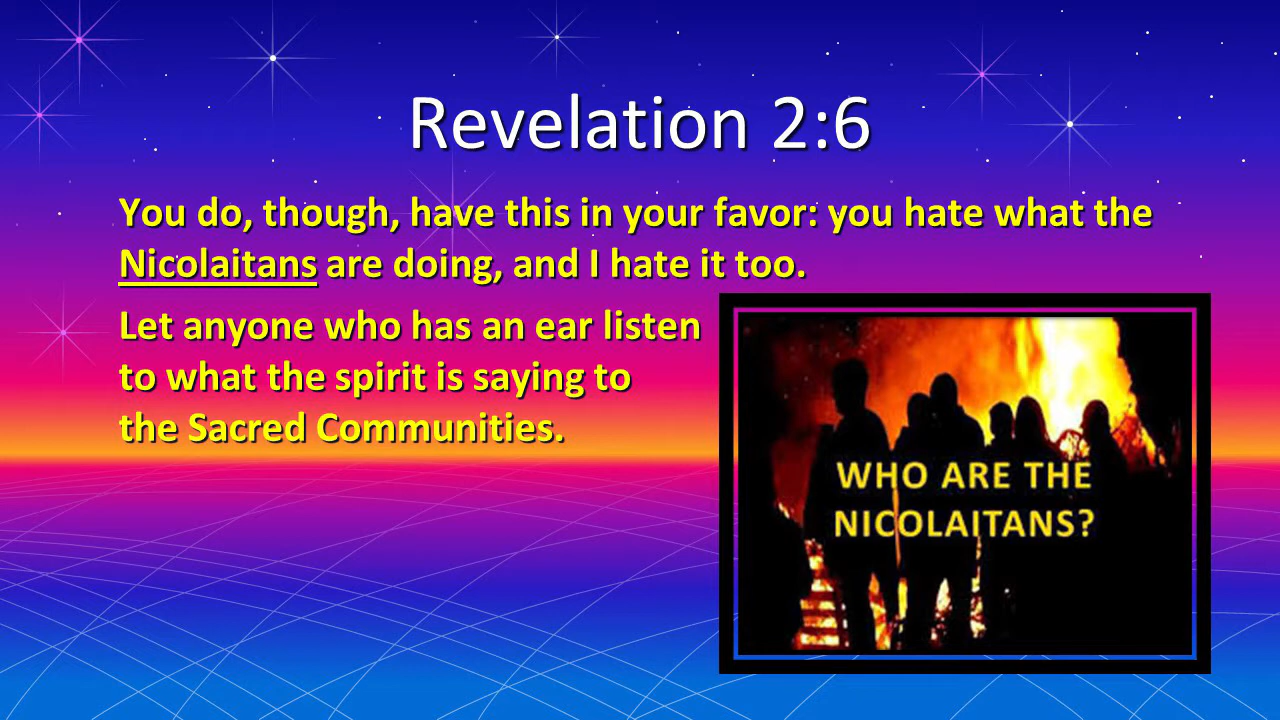 Revelation 2:6
You do, though, have this in your favor: you hate what the
Nicolaitans are doing, and I hate it too.
Let anyone who has an ear listen
to what the spirit is saying to
the Sacred Communities.
WHO ARE THE
NICOLAITANS?